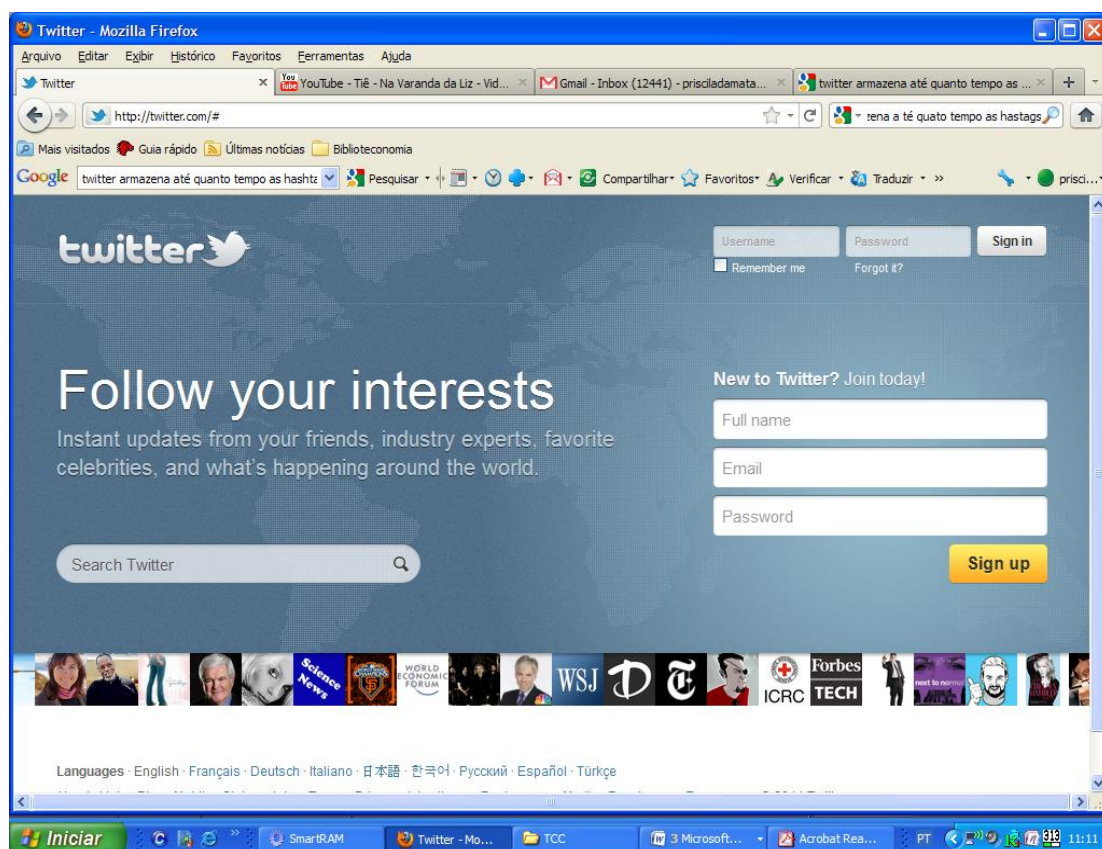 Twitter - Mozilla Firefox
Arquivo Editar Exibir Histórico Favoritos Ferramentas Ajuda
Twitter YouTube - Tiê - Na Varanda da Liz - Vid... Gmail - Inbox (12441) - prisciladamata... twitter armazena até quanto tempo as ...
http://twitter.com/# zena a té quato tempo as hastags
Mais visitados Guia rápido Últimas notícias Biblioteconomia
Google twitter armazena até quanto tempo as hashta Pesquisar Compartilhar Favoritos Verificar Traduzir » prisci...
twitter Username Password Sign in
Remember me Forgot it?
Follow your interests
Instant updates from your friends, industry experts, favorite
celebrities, and what's happening around the world.
Search Twitter
New to Twitter? Join today!
Full name
Email
Password
Sign up
Science News
WORLD ECONOMIC FORUM
WSJ
ICRC
Forbes
TECH
next to normal
Languages · English · Français · Deutsch · Italiano · 日本語 · 한국어 · Русский · Español · Türkçe
Iniciar SmartRAM Twitter - Mo... TCC 3 Microsoft... Acrobat Rea... PT 11:11